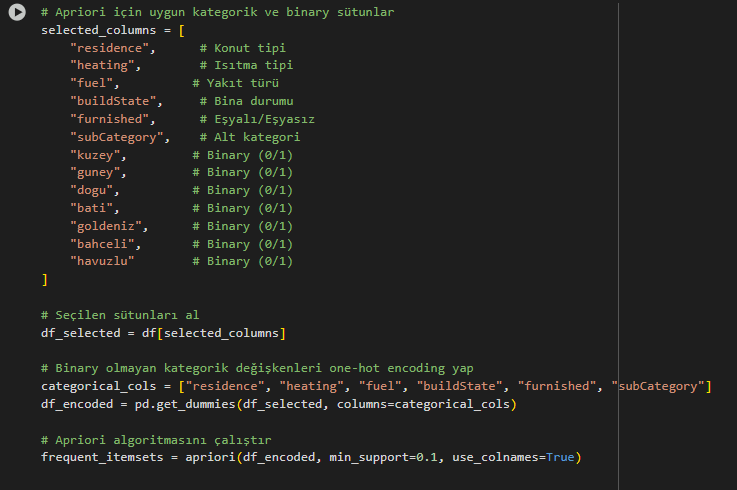 # Apriori için uygun kategorik ve binary sütunlar
selected_columns = [
    "residence",      # Konut tipi
    "heating",        # Isıtma tipi
    "fuel",          # Yakıt türü
    "buildState",     # Bina durumu
    "furnished",      # Eşyalı/Eşyasız
    "subCategory",    # Alt kategori
    "kuzey",         # Binary (0/1)
    "guney",         # Binary (0/1)
    "dogu",          # Binary (0/1)
    "bati",          # Binary (0/1)
    "goldeniz",      # Binary (0/1)
    "bahceli",       # Binary (0/1)
    "havuzlu"        # Binary (0/1)
]
# Seçilen sütunları al
df_selected = df[selected_columns]
# Binary olmayan kategorik değişkenleri one-hot encoding yap
categorical_cols = ["residence", "heating", "fuel", "buildState", "furnished", "subCategory"]
df_encoded = pd.get_dummies(df_selected, columns=categorical_cols)
# Apriori algoritmasını çalıştır
frequent_itemsets = apriori(df_encoded, min_support=0.1, use_colnames=True)